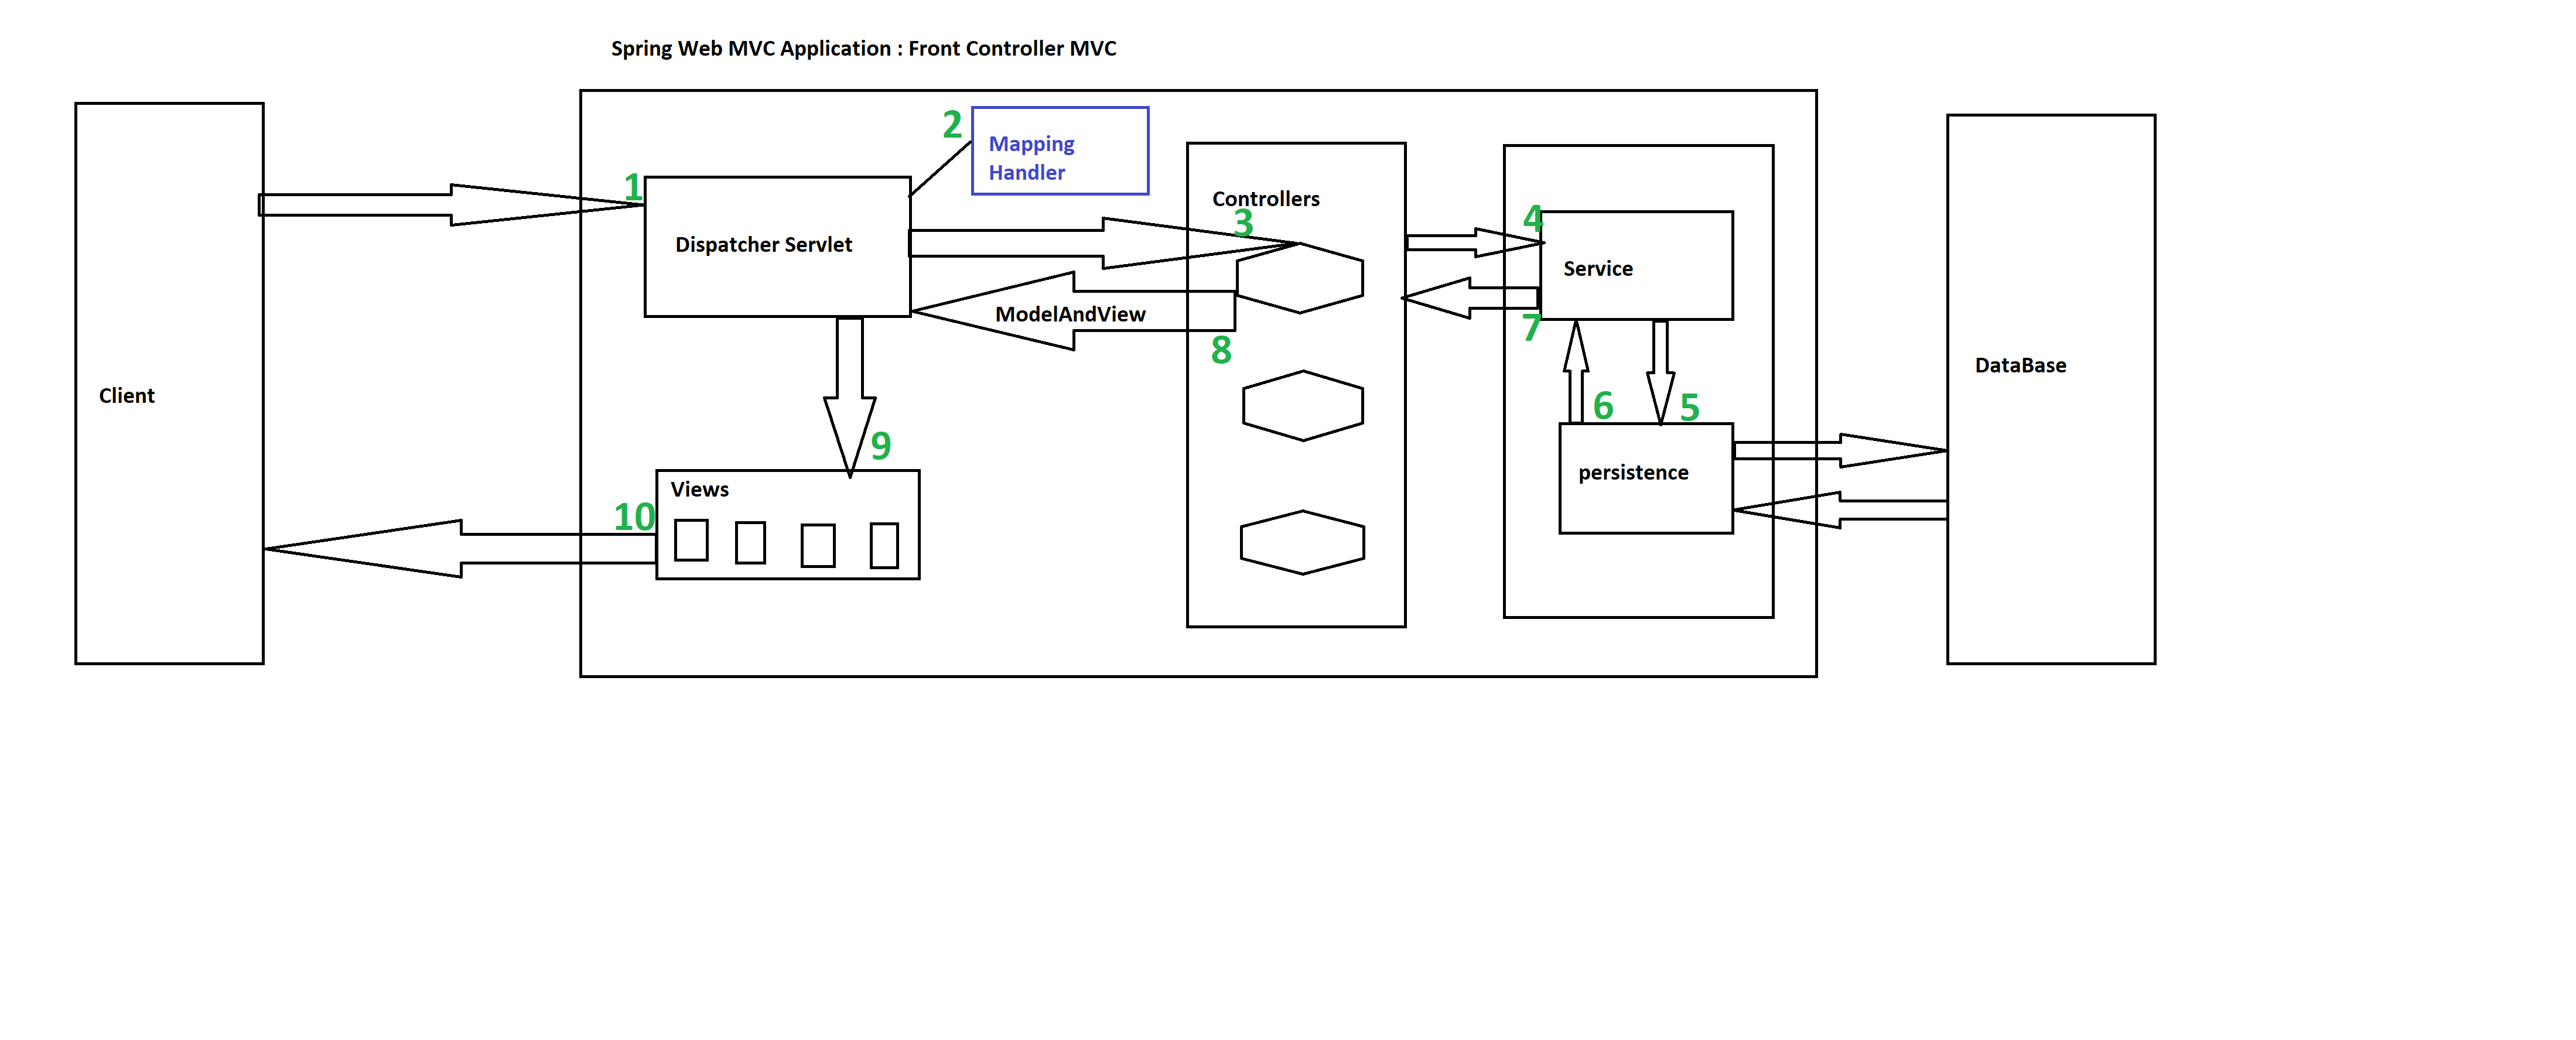 Spring Web MVC Application : Front Controller MVC
2
Mapping
Handler
1
Dispatcher Servlet
Controllers
3
4
Service
ModelAndView
7
8
Client
DataBase
6
5
9
persistence
Views
10